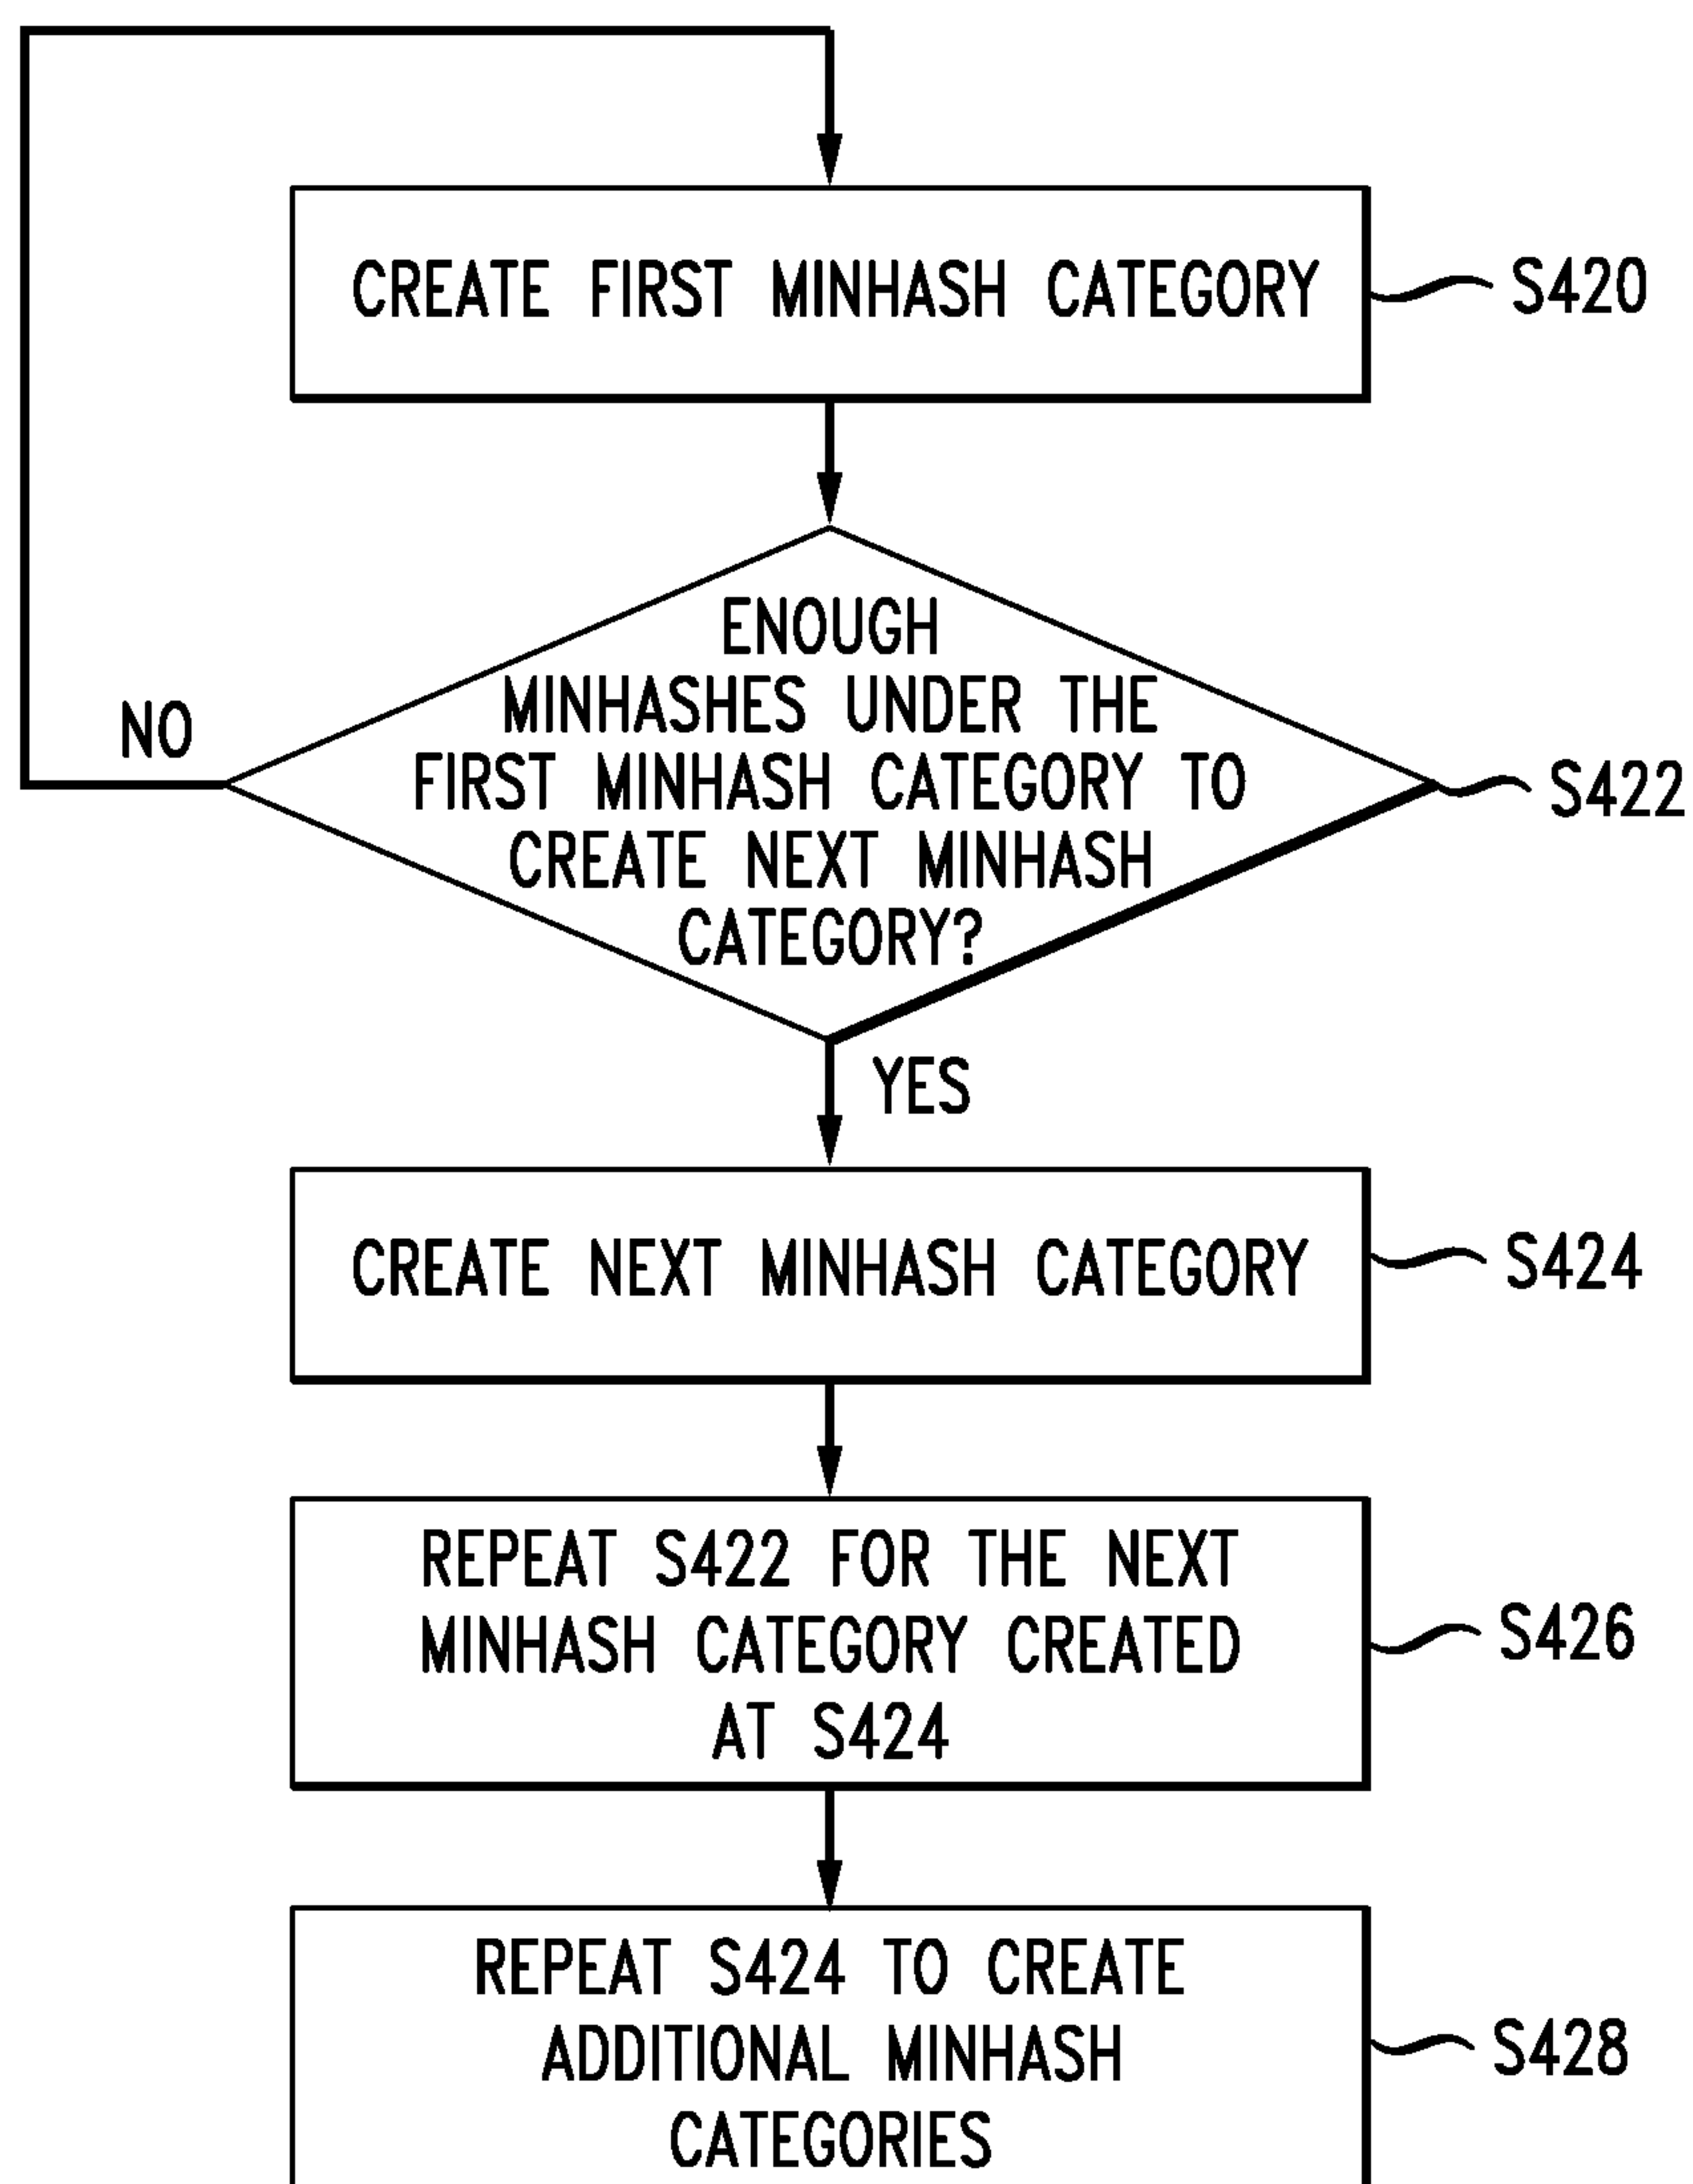 CREATE FIRST MINHASH CATEGORY
S420
ENOUGH
MINHASHES UNDER THE
FIRST MINHASH CATEGORY TO
CREATE NEXT MINHASH
CATEGORY?
NO
S422
YES
CREATE NEXT MINHASH CATEGORY
S424
REPEAT S422 FOR THE NEXT
MINHASH CATEGORY CREATED
AT S424
S426
REPEAT S424 TO CREATE
ADDITIONAL MINHASH
CATEGORIES
S428